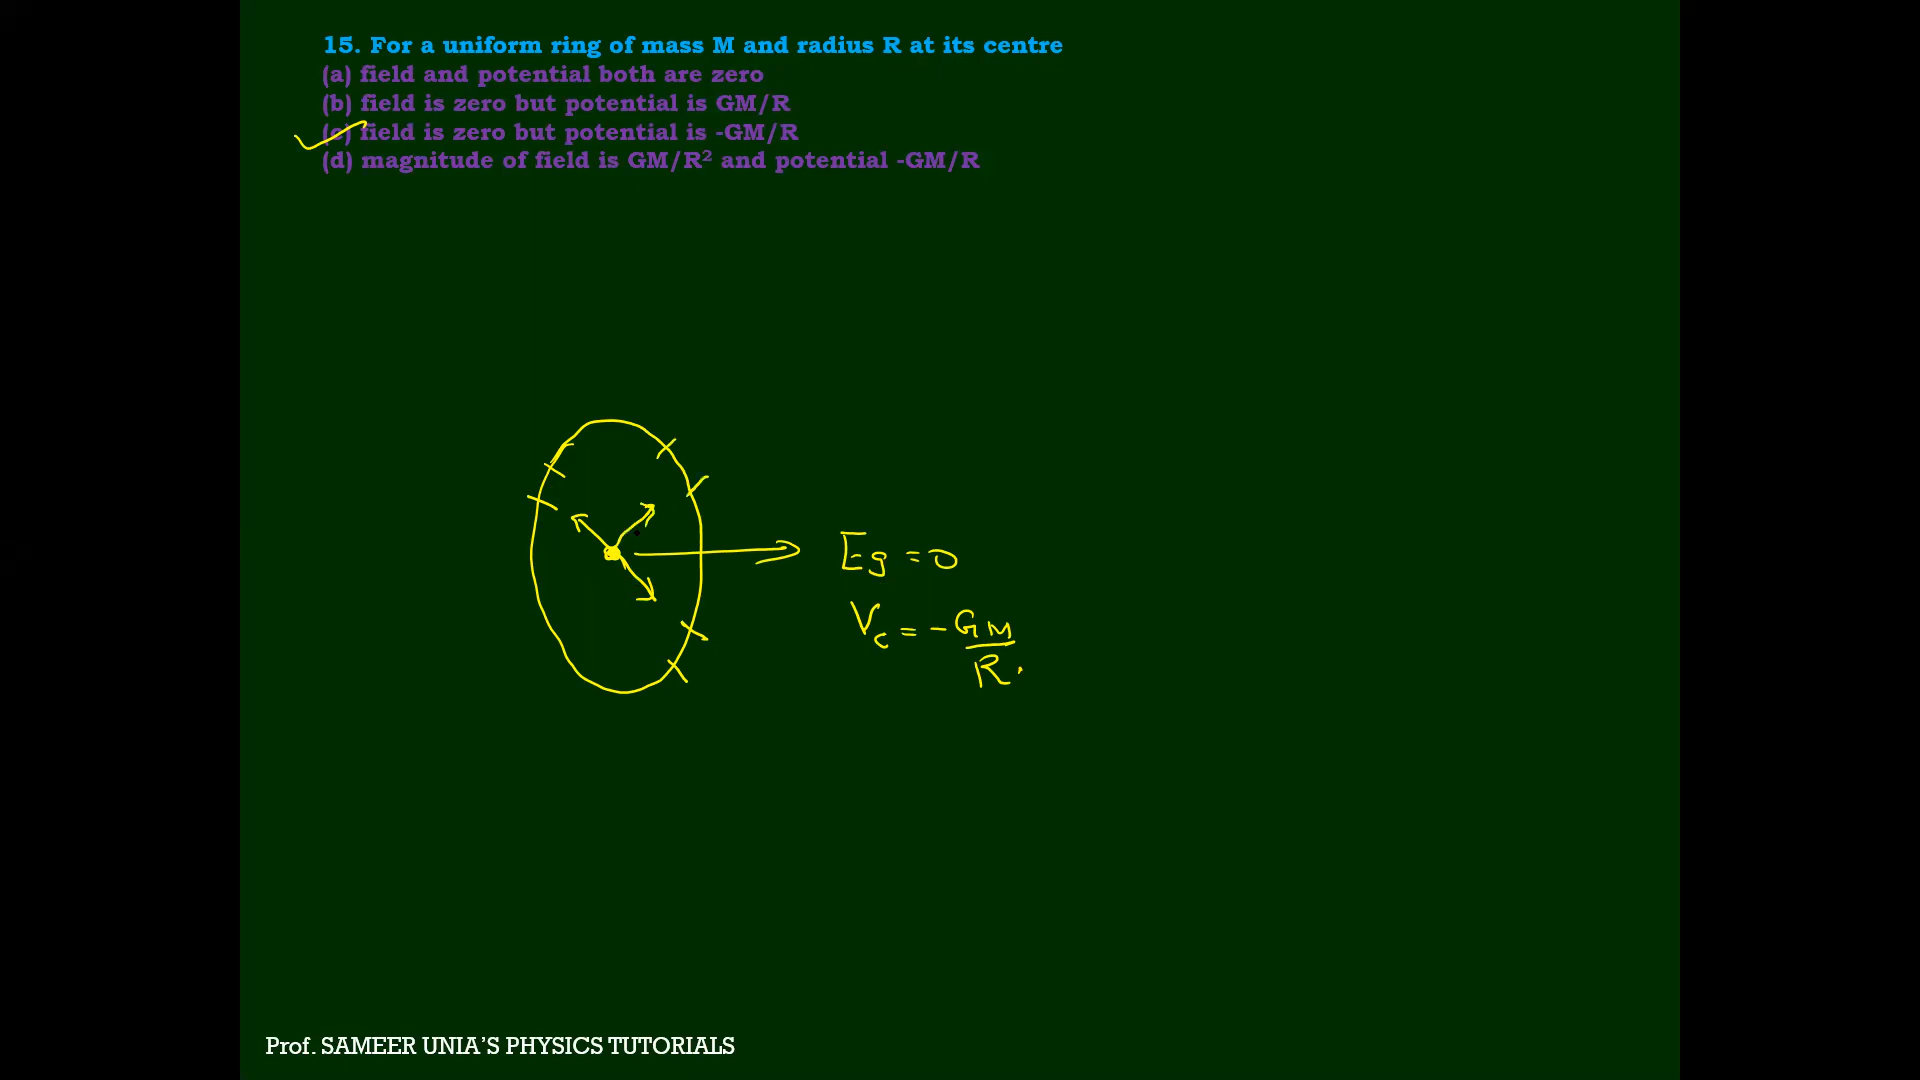 15. For a uniform ring of mass M and radius R at its centre
(a) field and potential both are zero
(b) field is zero but potential is GM/R
(c) field is zero but potential is -GM/R
(d) magnitude of field is GM/R² and potential -GM/R
Eg = 0
Vc = - GM/R.
Prof. SAMEER UNIA'S PHYSICS TUTORIALS